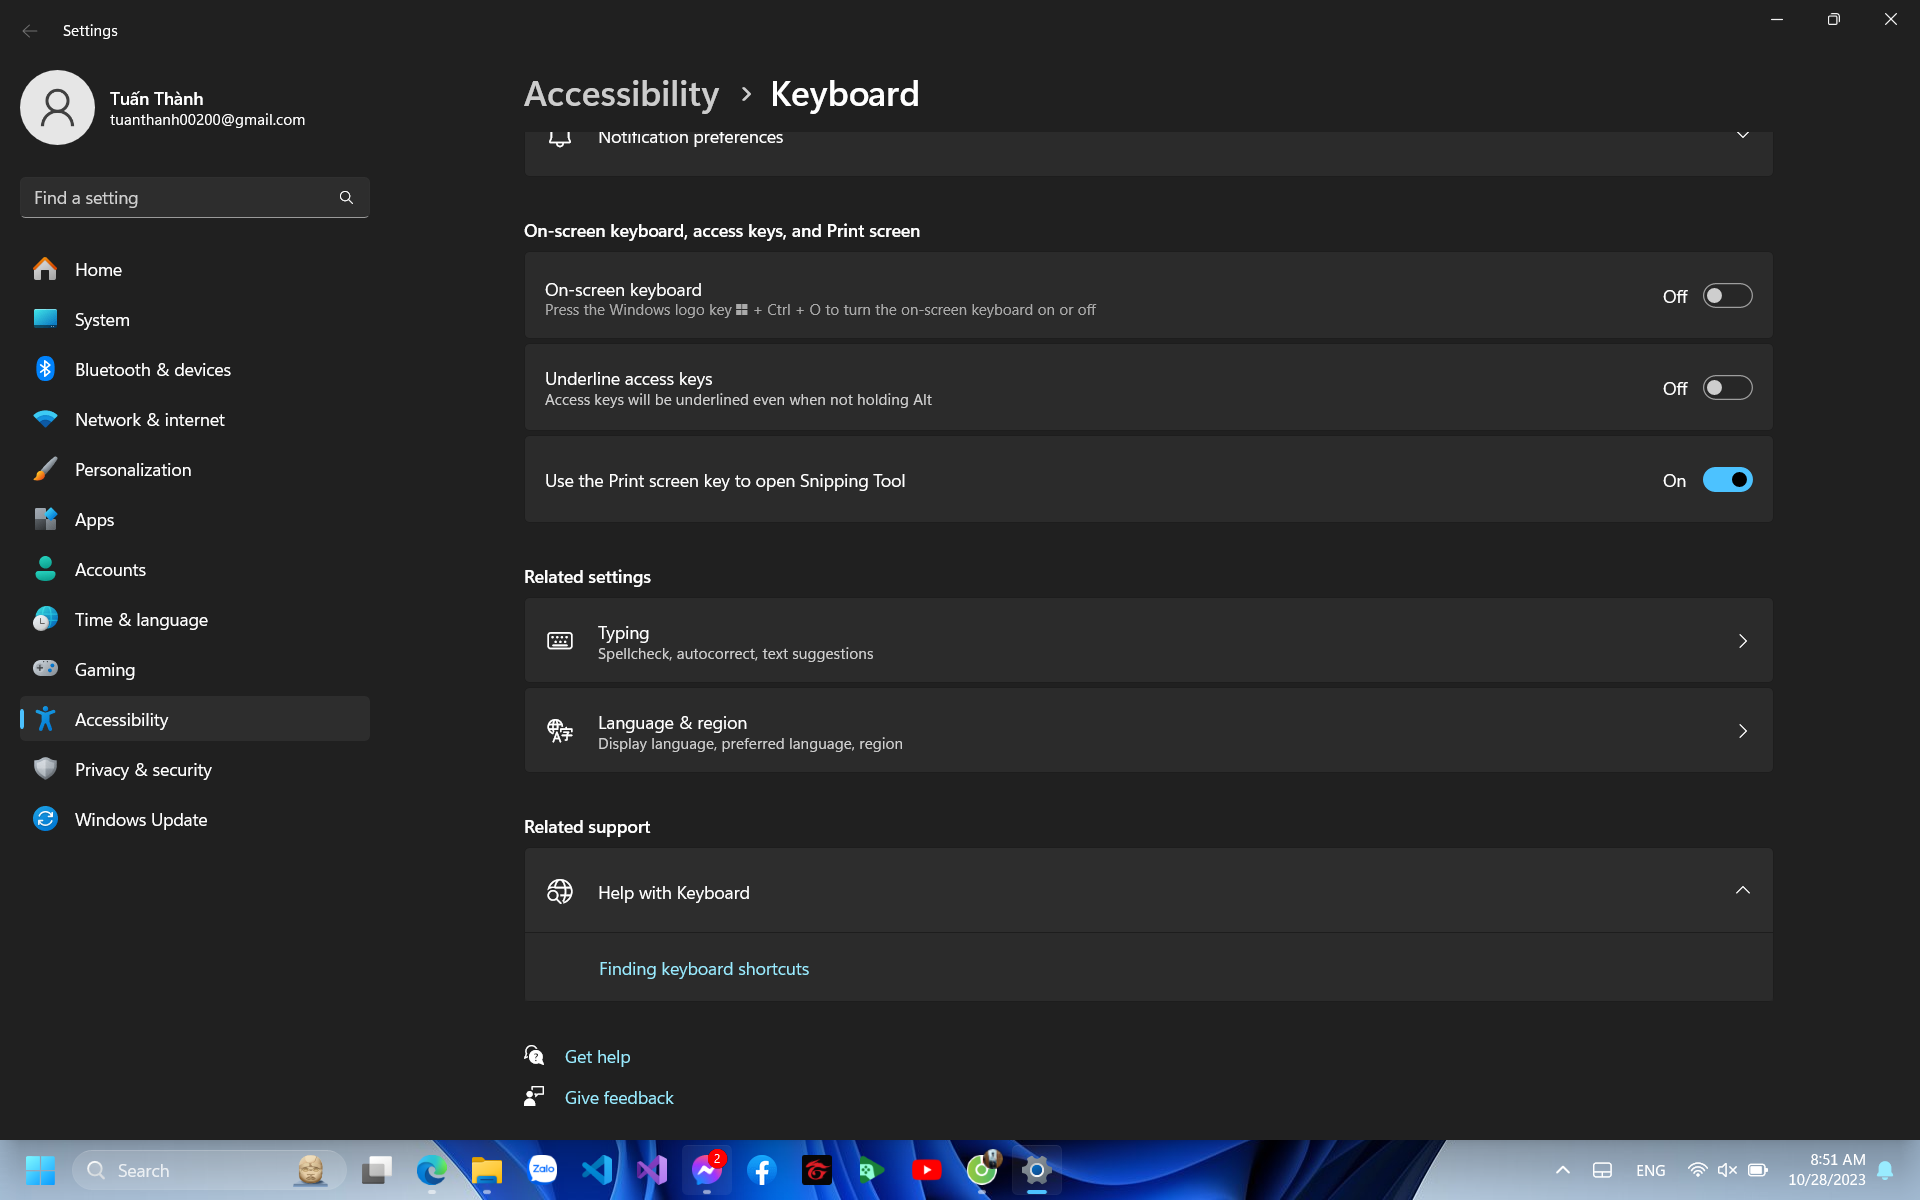 Settings
Tuấn Thành
tuanthanh00200@gmail.com
Find a setting
Home
System
Bluetooth & devices
Network & internet
Personalization
Apps
Accounts
Time & language
Gaming
Accessibility
Privacy & security
Windows Update
Accessibility > Keyboard
Notification preferences
On-screen keyboard, access keys, and Print screen
On-screen keyboard
Off
Press the Windows logo key + Ctrl + O to turn the on-screen keyboard on or off
Underline access keys
Off
Access keys will be underlined even when not holding Alt
Use the Print screen key to open Snipping Tool
On
Related settings
Typing
Spellcheck, autocorrect, text suggestions
Language & region
Display language, preferred language, region
Related support
Help with Keyboard
Finding keyboard shortcuts
Get help
Give feedback
Search
Zalo
2
ENG
8:51 AM
10/28/2023